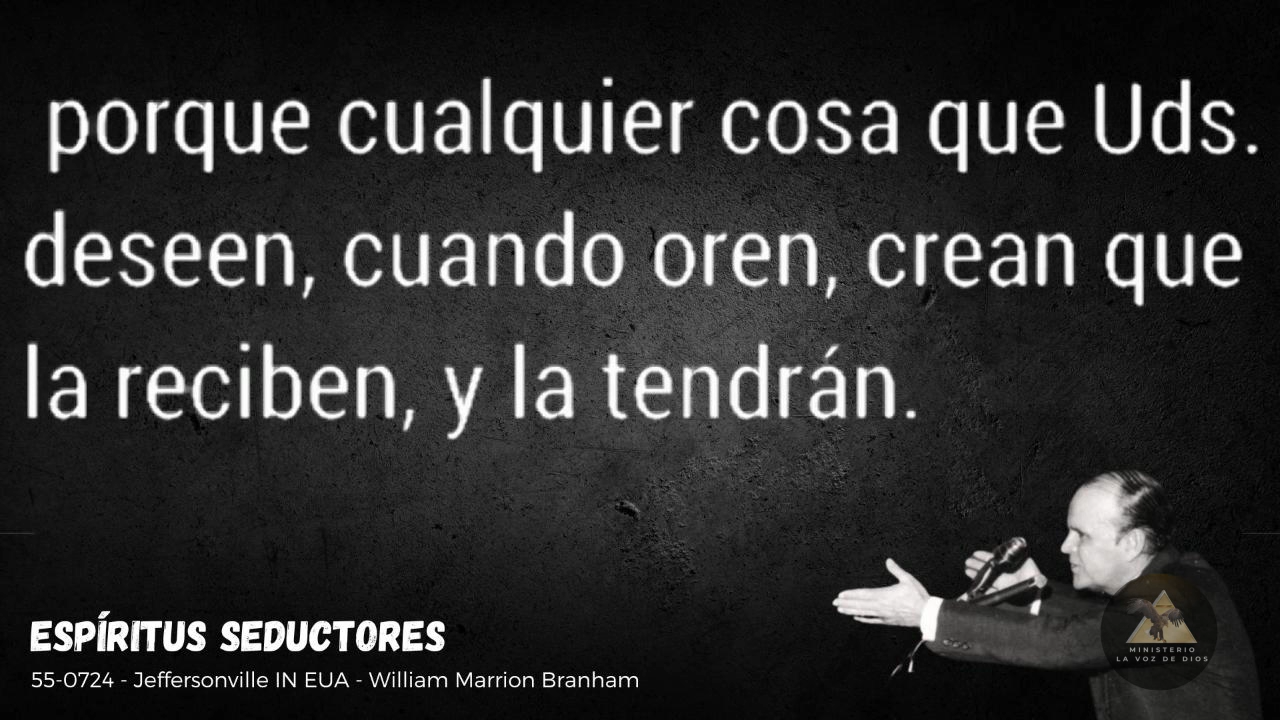 porque cualquier cosa que Uds.
deseen, cuando oren, crean que
la reciben, y la tendrán.
ESPÍRITUS SEDUCTORES
55-0724 - Jeffersonville IN EUA - William Marrion Branham
MINISTERIO
LA VOZ DE DIOS